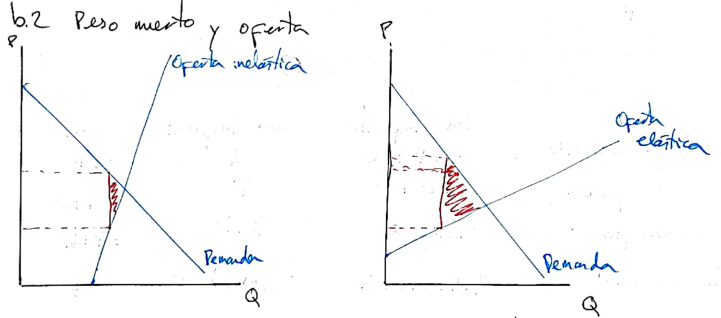 b.2 Peso muerto y oferta
P
Oferta inelástica
Demanda
Q
P
Oferta
elástica
Demanda
Q